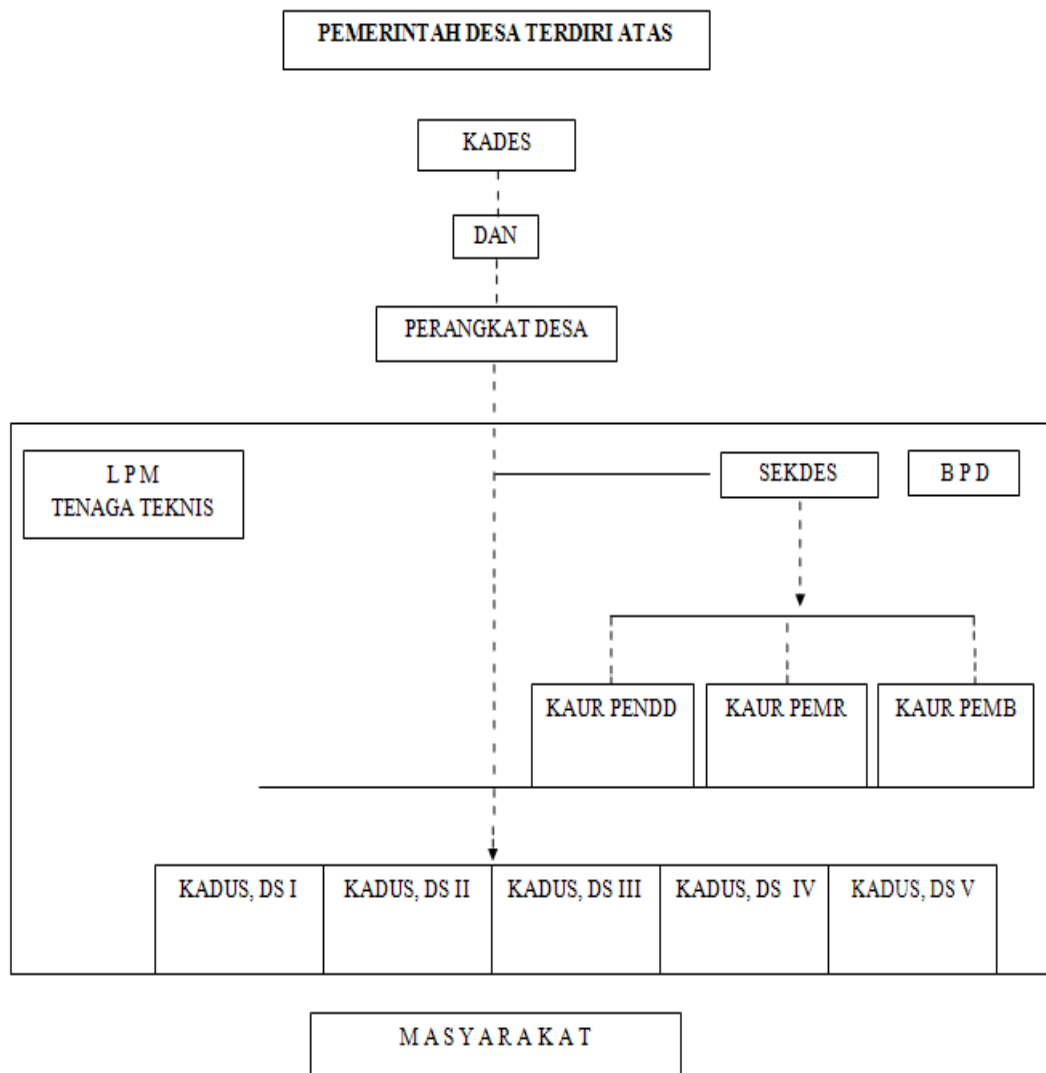 PEMERINTAH DESA TERDIRI ATAS
KADES
DAN
PERANGKAT DESA
L P M
TENAGA TEKNIS
SEKDES
B P D
KAUR PENDD
KAUR PEMR
KAUR PEMB
KADUS, DS I
KADUS, DS II
KADUS, DS III
KADUS, DS IV
KADUS, DS V
M A S Y A R A K A T